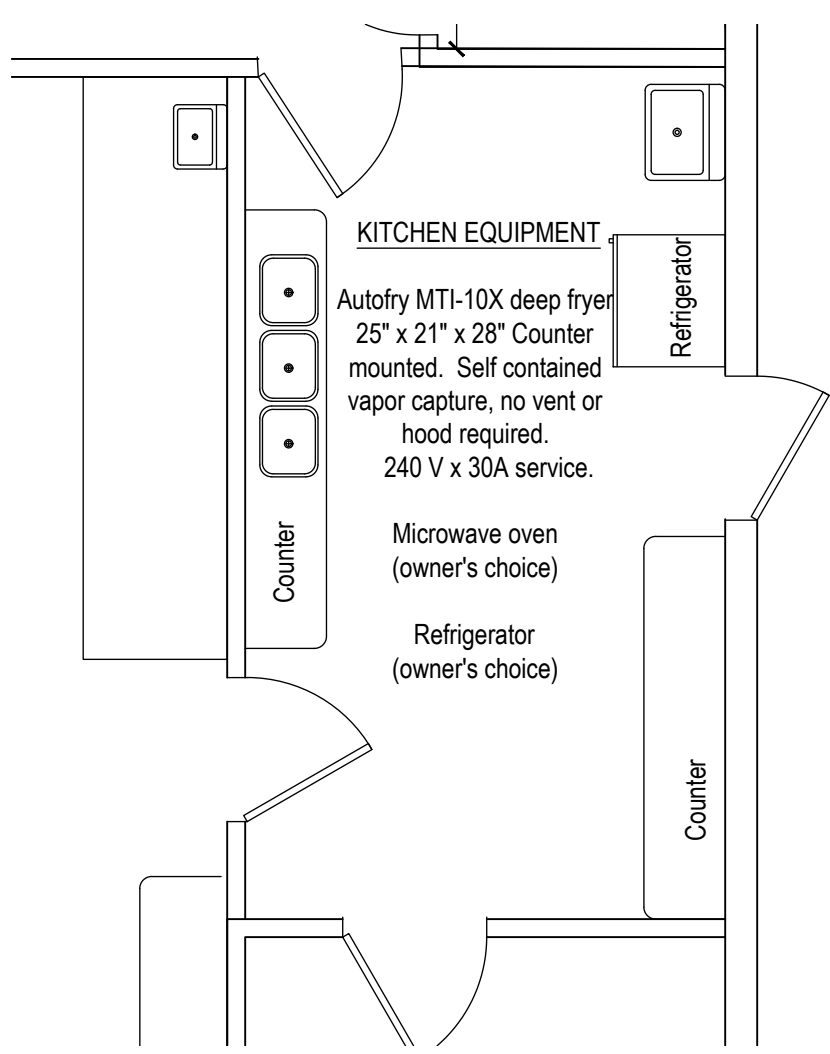 KITCHEN EQUIPMENT
Autofry MTI-10X deep fryer
25" x 21" x 28" Counter
mounted.  Self contained
vapor capture, no vent or
hood required.
240 V x 30A service.
Microwave oven
(owner's choice)
Refrigerator
(owner's choice)
Refrigerator
Counter
Counter